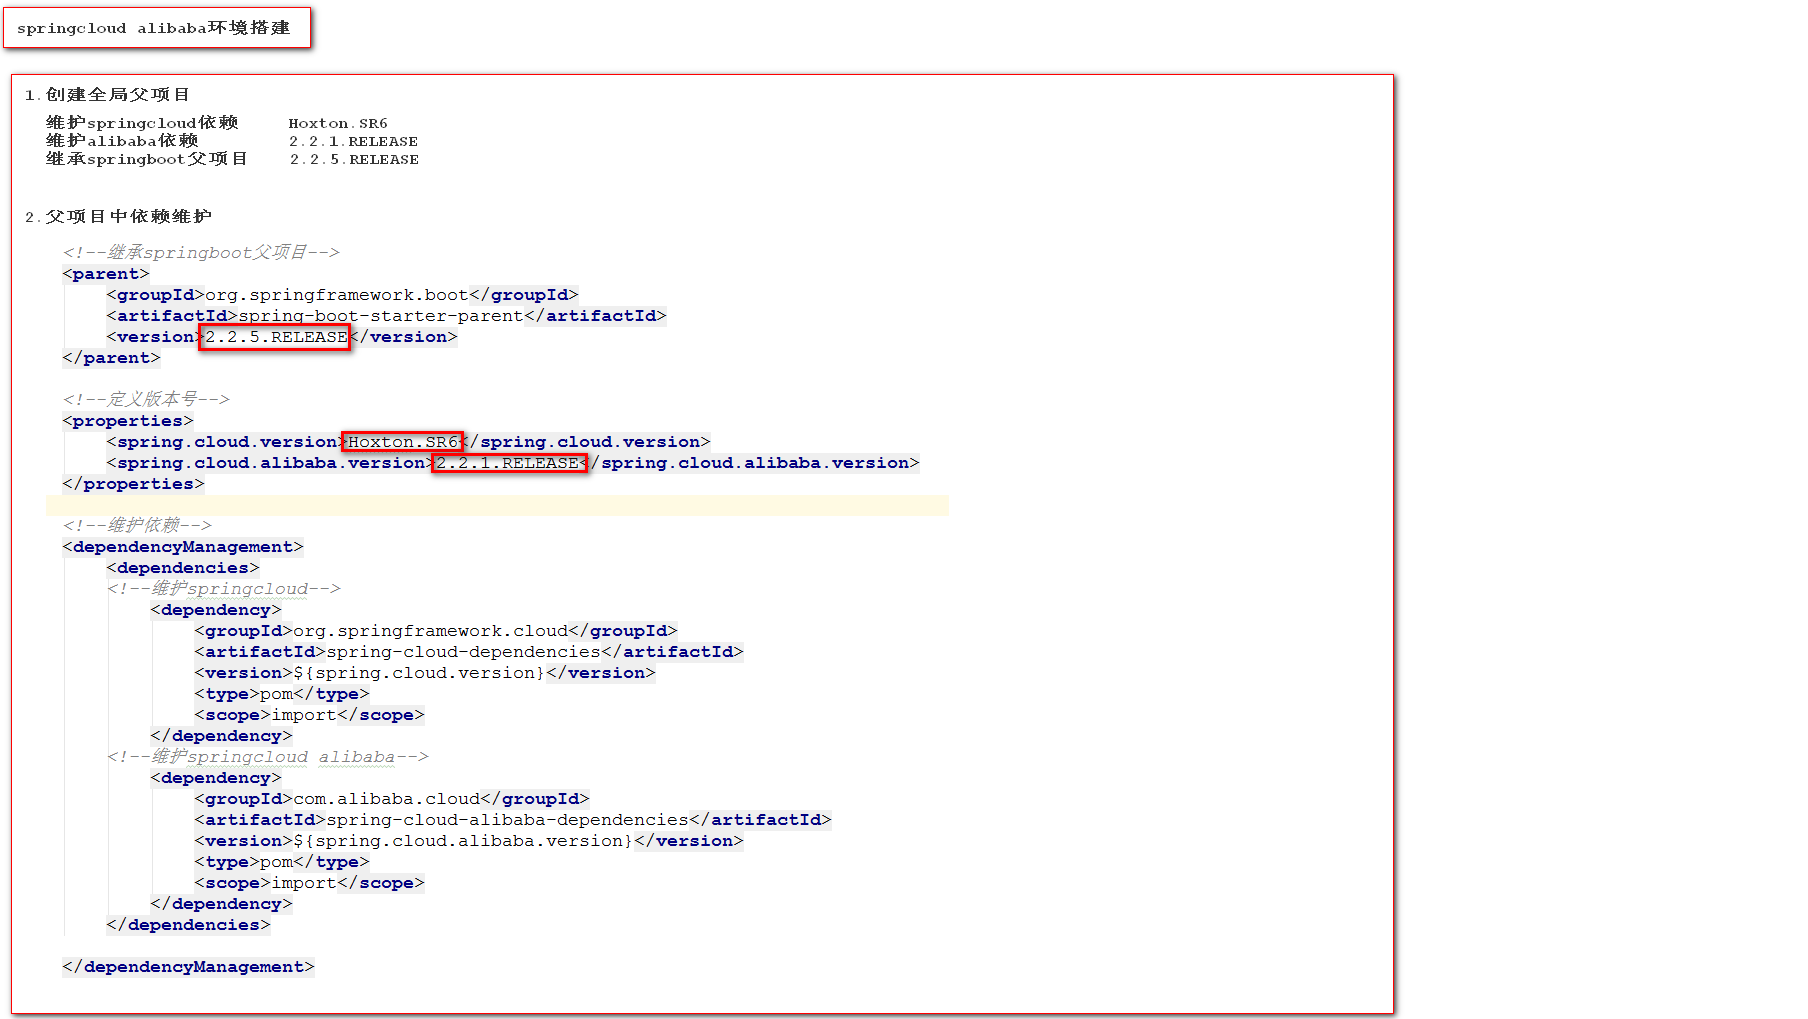 springcloud alibaba环境搭建
1.创建全局父项目
维护springcloud依赖 Hoxton.SR6
维护alibaba依赖 2.2.1.RELEASE
继承springboot父项目 2.2.5.RELEASE
2.父项目中依赖维护
<!--继承springboot父项目-->
<parent>
<groupId>org.springframework.boot</groupId>
<artifactId>spring-boot-starter-parent</artifactId>
<version>2.2.5.RELEASE</version>
</parent>
<!--定义版本号-->
<properties>
<spring.cloud.version>Hoxton.SR6</spring.cloud.version>
<spring.cloud.alibaba.version>2.2.1.RELEASE</spring.cloud.alibaba.version>
</properties>
<!--维护依赖-->
<dependencyManagement>
<dependencies>
<!--维护springcloud-->
<dependency>
<groupId>org.springframework.cloud</groupId>
<artifactId>spring-cloud-dependencies</artifactId>
<version>${spring.cloud.version}</version>
<type>pom</type>
<scope>import</scope>
</dependency>
<!--维护springcloud alibaba-->
<dependency>
<groupId>com.alibaba.cloud</groupId>
<artifactId>spring-cloud-alibaba-dependencies</artifactId>
<version>${spring.cloud.alibaba.version}</version>
<type>pom</type>
<scope>import</scope>
</dependency>
</dependencies>
</dependencyManagement>